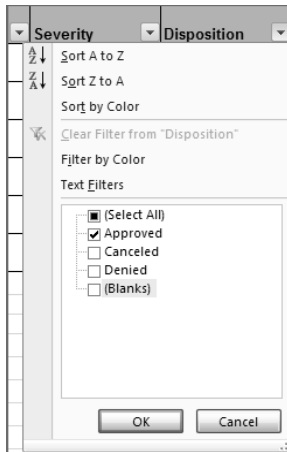 Severity Disposition
Sort A to Z
Sort Z to A
Sort by Color
Clear Filter from "Disposition"
Filter by Color
Text Filters
(Select All)
Approved
Canceled
Denied
(Blanks)
OK Cancel